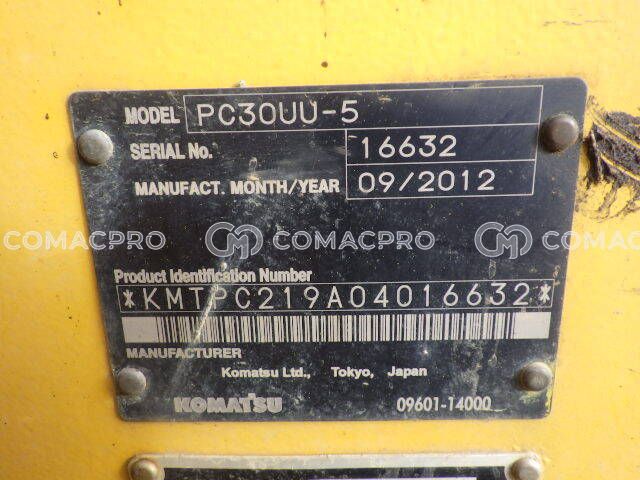 MODEL PC30UU-5
SERIAL No. 16632
MANUFACT. MONTH/YEAR 09/2012
COMACPRO COMACPRO COMACPRO
Product Identification Number
*KMTPC219A04016632*
MANUFACTURER
Komatsu Ltd., Tokyo, Japan
KOMATSU 09601-14000